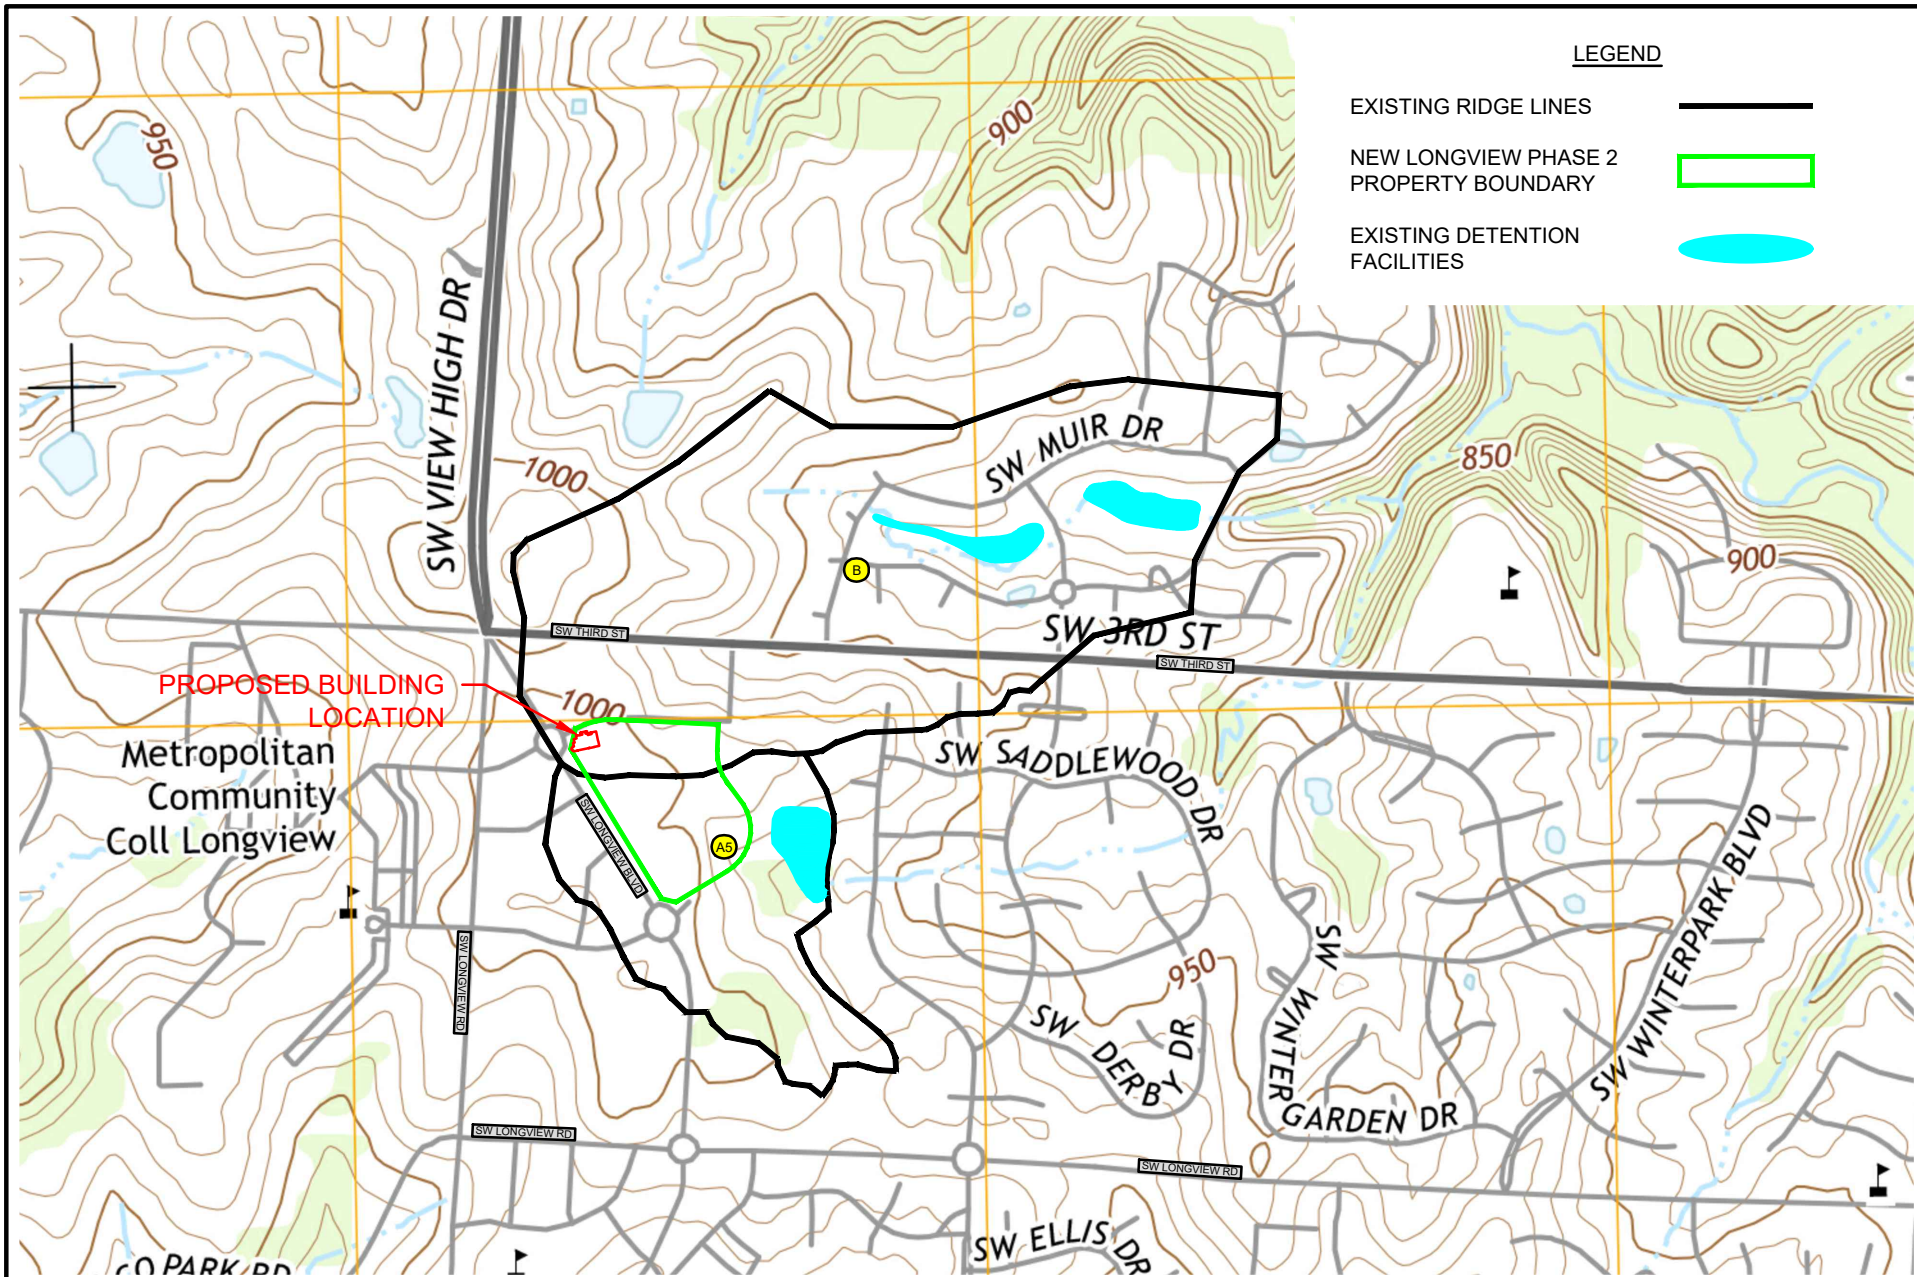 LEGEND
EXISTING RIDGE LINES
NEW LONGVIEW PHASE 2
PROPERTY BOUNDARY
EXISTING DETENTION
FACILITIES
950
900
SW VIEW HIGH DR
1000
SW MUIR DR
850
B
900
SW THIRD ST
SW 3RD ST
SW THIRD ST
PROPOSED BUILDING
LOCATION
1000
Metropolitan
Community
Coll Longview
SW SADDLEWOOD DR
SW LONGVIEW BLVD
A5
SW WINTERPARK BLVD
SW LONGVIEW RD
950
SW WINTER
GARDEN DR
SW DERBY DR
SW LONGVIEW RD
SW LONGVIEW RD
SW ELLIS DR
CO PARK RD